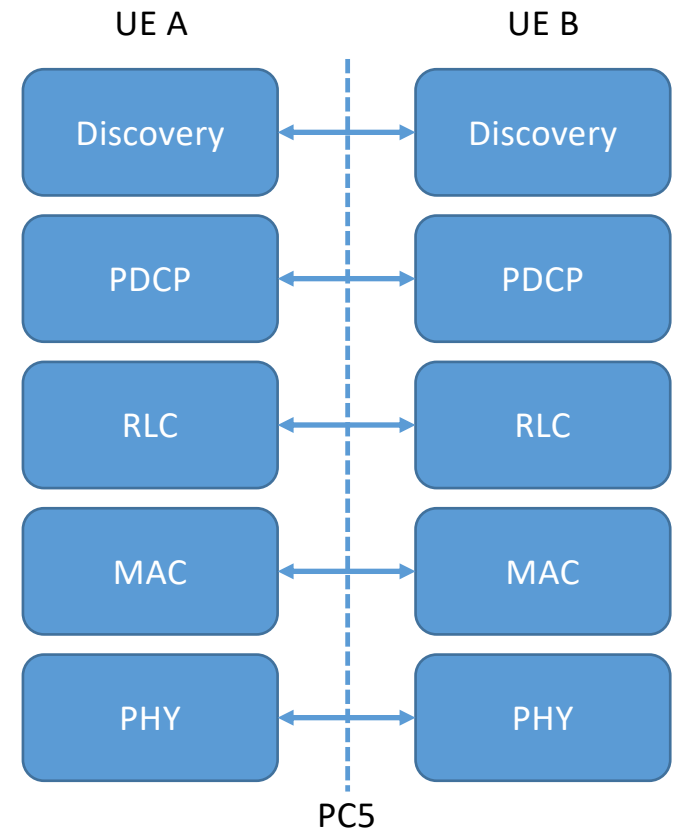 UE A
UE B
Discovery
Discovery
PDCP
PDCP
RLC
RLC
MAC
MAC
PHY
PHY
PC5